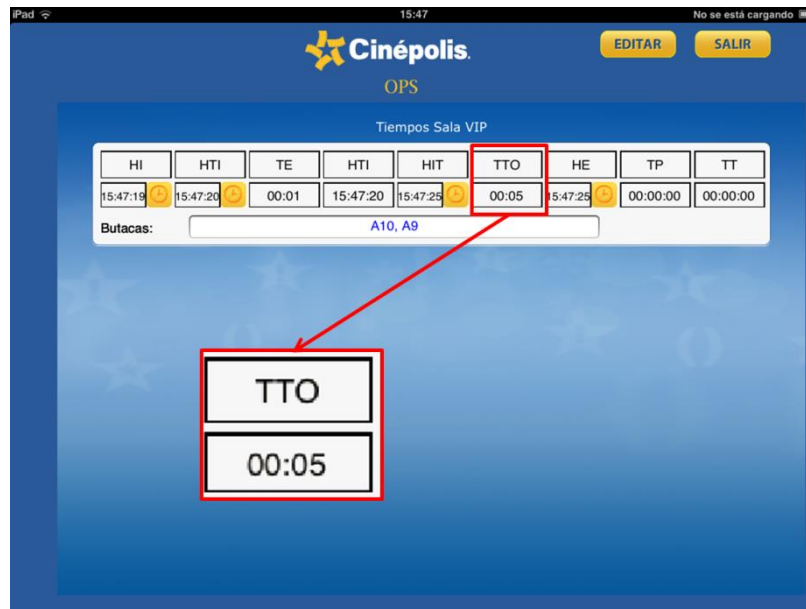 iPad 15:47 No se está cargando
Cinépolis.
EDITAR SALIR
OPS
Tiempos Sala VIP
HI HTI TE HTI HIT TTO HE TP TT
15:47:19 15:47:20 00:01 15:47:20 15:47:25 00:05 15:47:25 00:00:00 00:00:00
Butacas: A10, A9
TTO
00:05